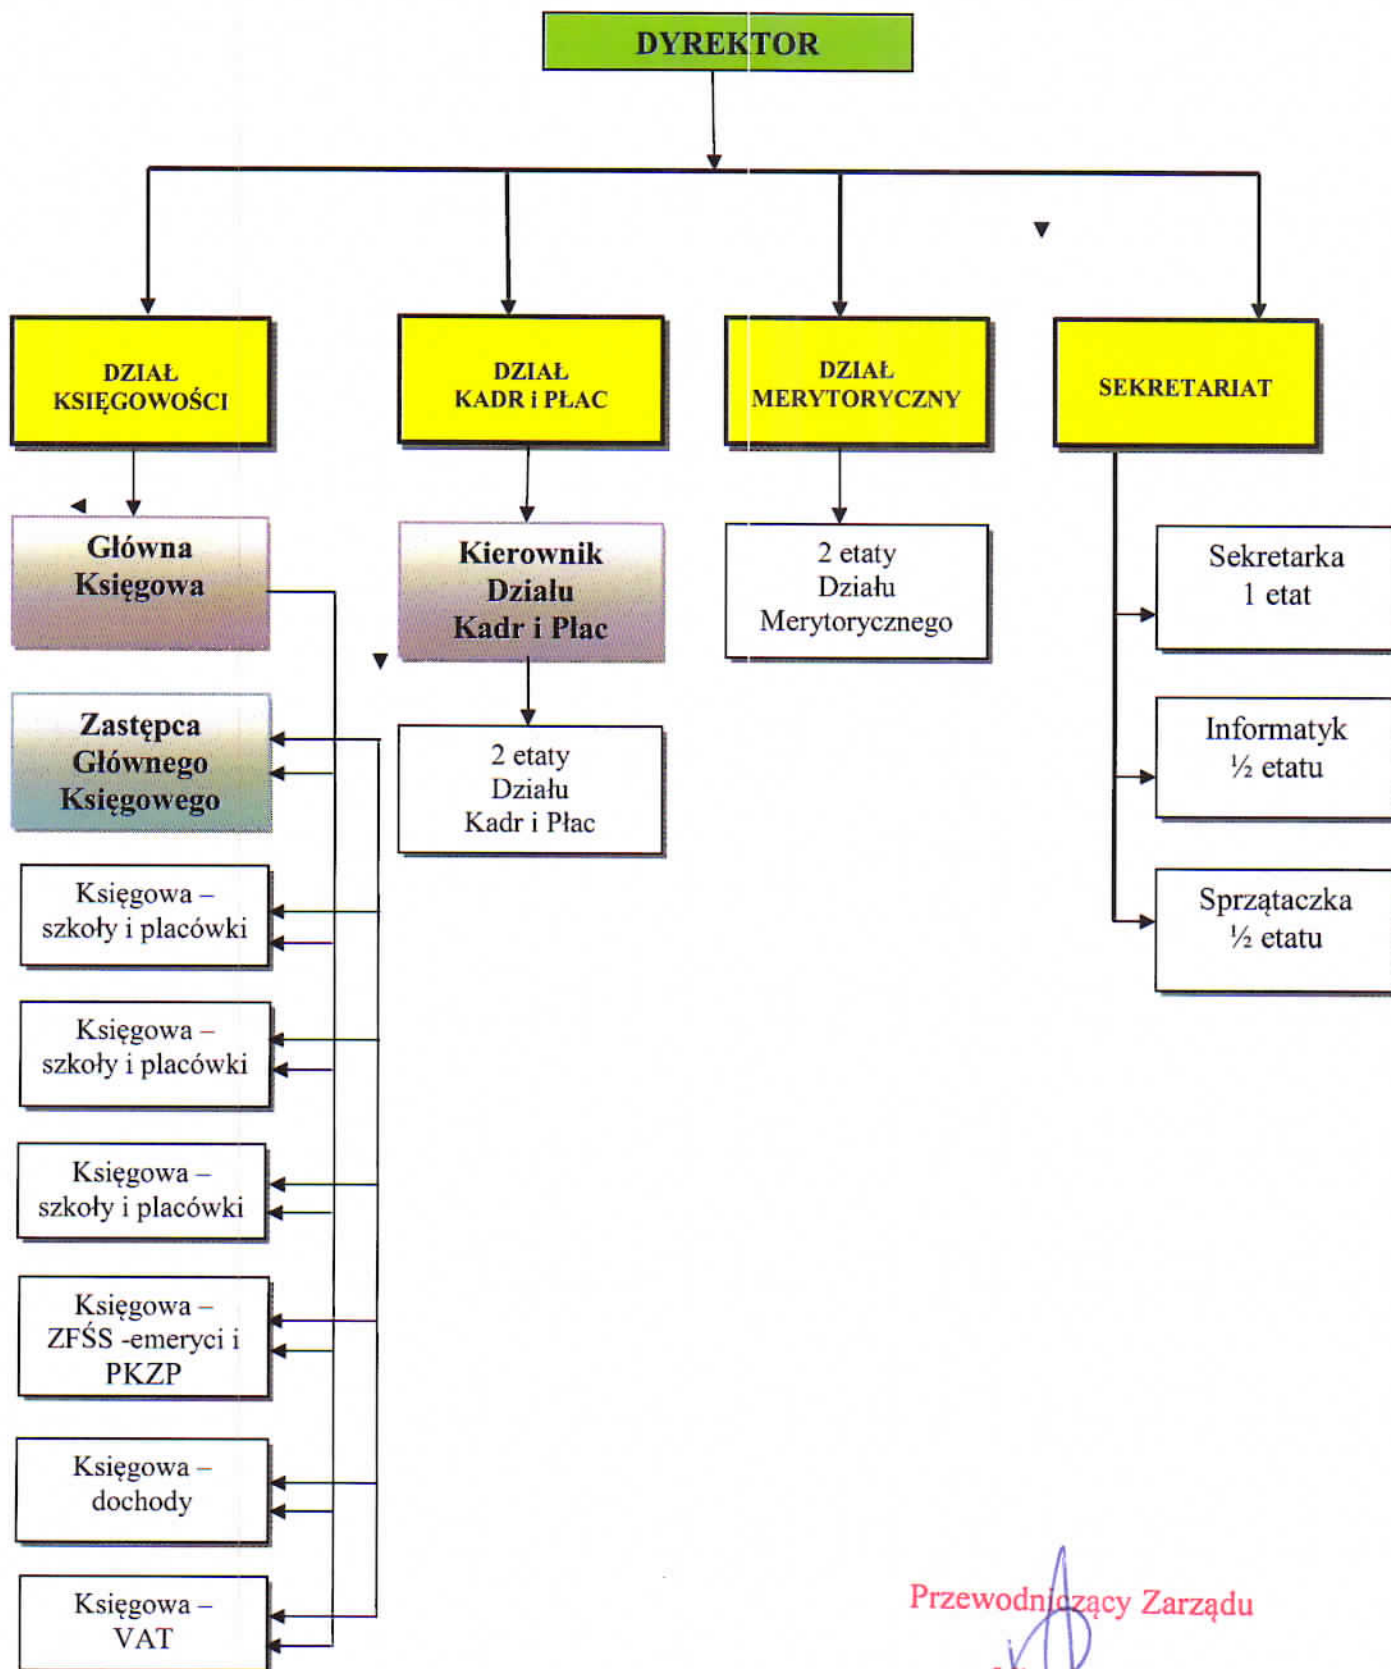 DYREKTOR
DZIAŁ
KSIĘGOWOŚCI
DZIAŁ
KADR i PŁAC
DZIAŁ
MERYTORYCZNY
SEKRETARIAT
Główna
Księgowa
Kierownik
Działu
Kadr i Płac
2 etaty
Działu
Merytorycznego
Sekretarka
1 etat
Zastępca
Głównego
Księgowego
2 etaty
Działu
Kadr i Płac
Informatyk
½ etatu
Księgowa –
szkoły i placówki
Sprzątaczka
½ etatu
Księgowa –
szkoły i placówki
Księgowa –
szkoły i placówki
Księgowa –
ZFŚS -emeryci i
PKZP
Księgowa –
dochody
Księgowa –
VAT
Przewodniczący Zarządu